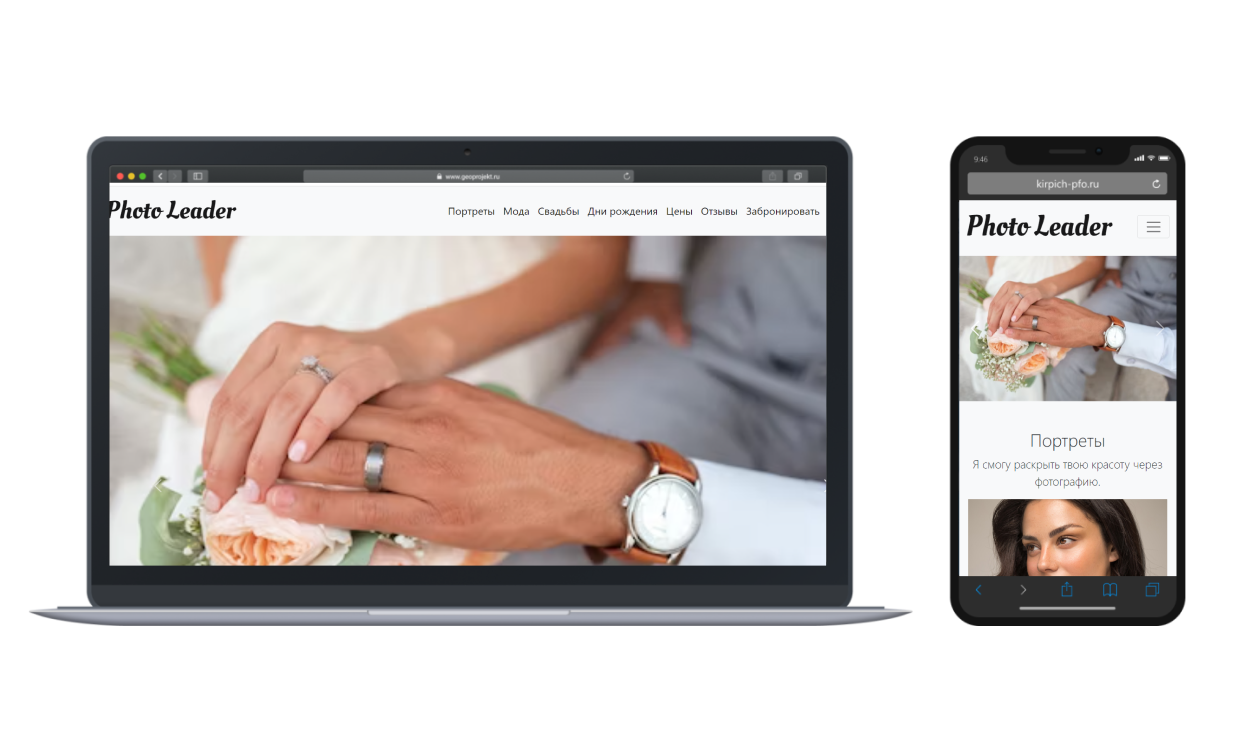 www.geoprojekt.ru
Photo Leader
Портреты Мода Свадьбы Дни рождения Цены Отзывы Забронировать
9:46
kirpich-pfo.ru
Photo Leader
Портреты
Я смогу раскрыть твою красоту через
фотографию.